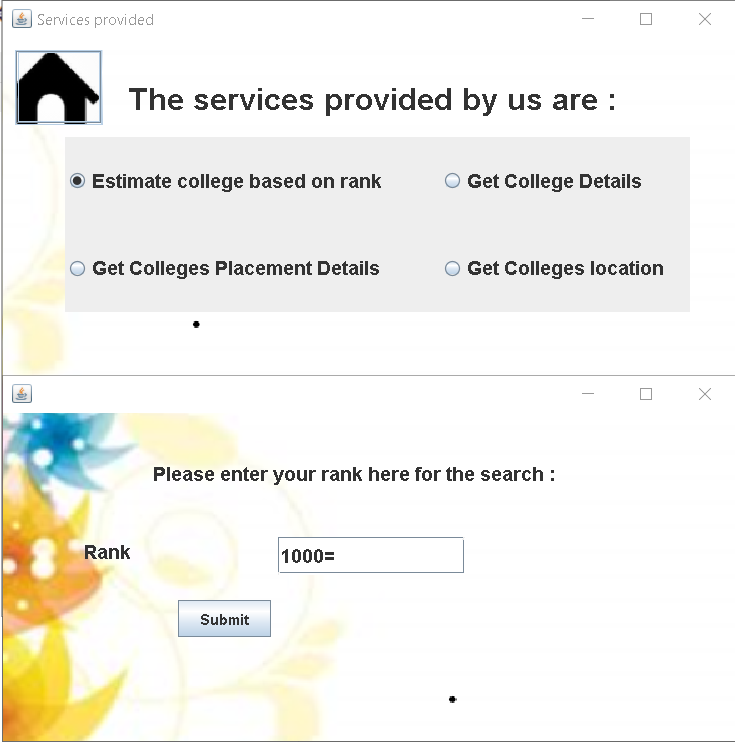 Services provided
The services provided by us are :
Estimate college based on rank Get College Details
Get Colleges Placement Details Get Colleges location
Please enter your rank here for the search :
Rank 1000=
Submit